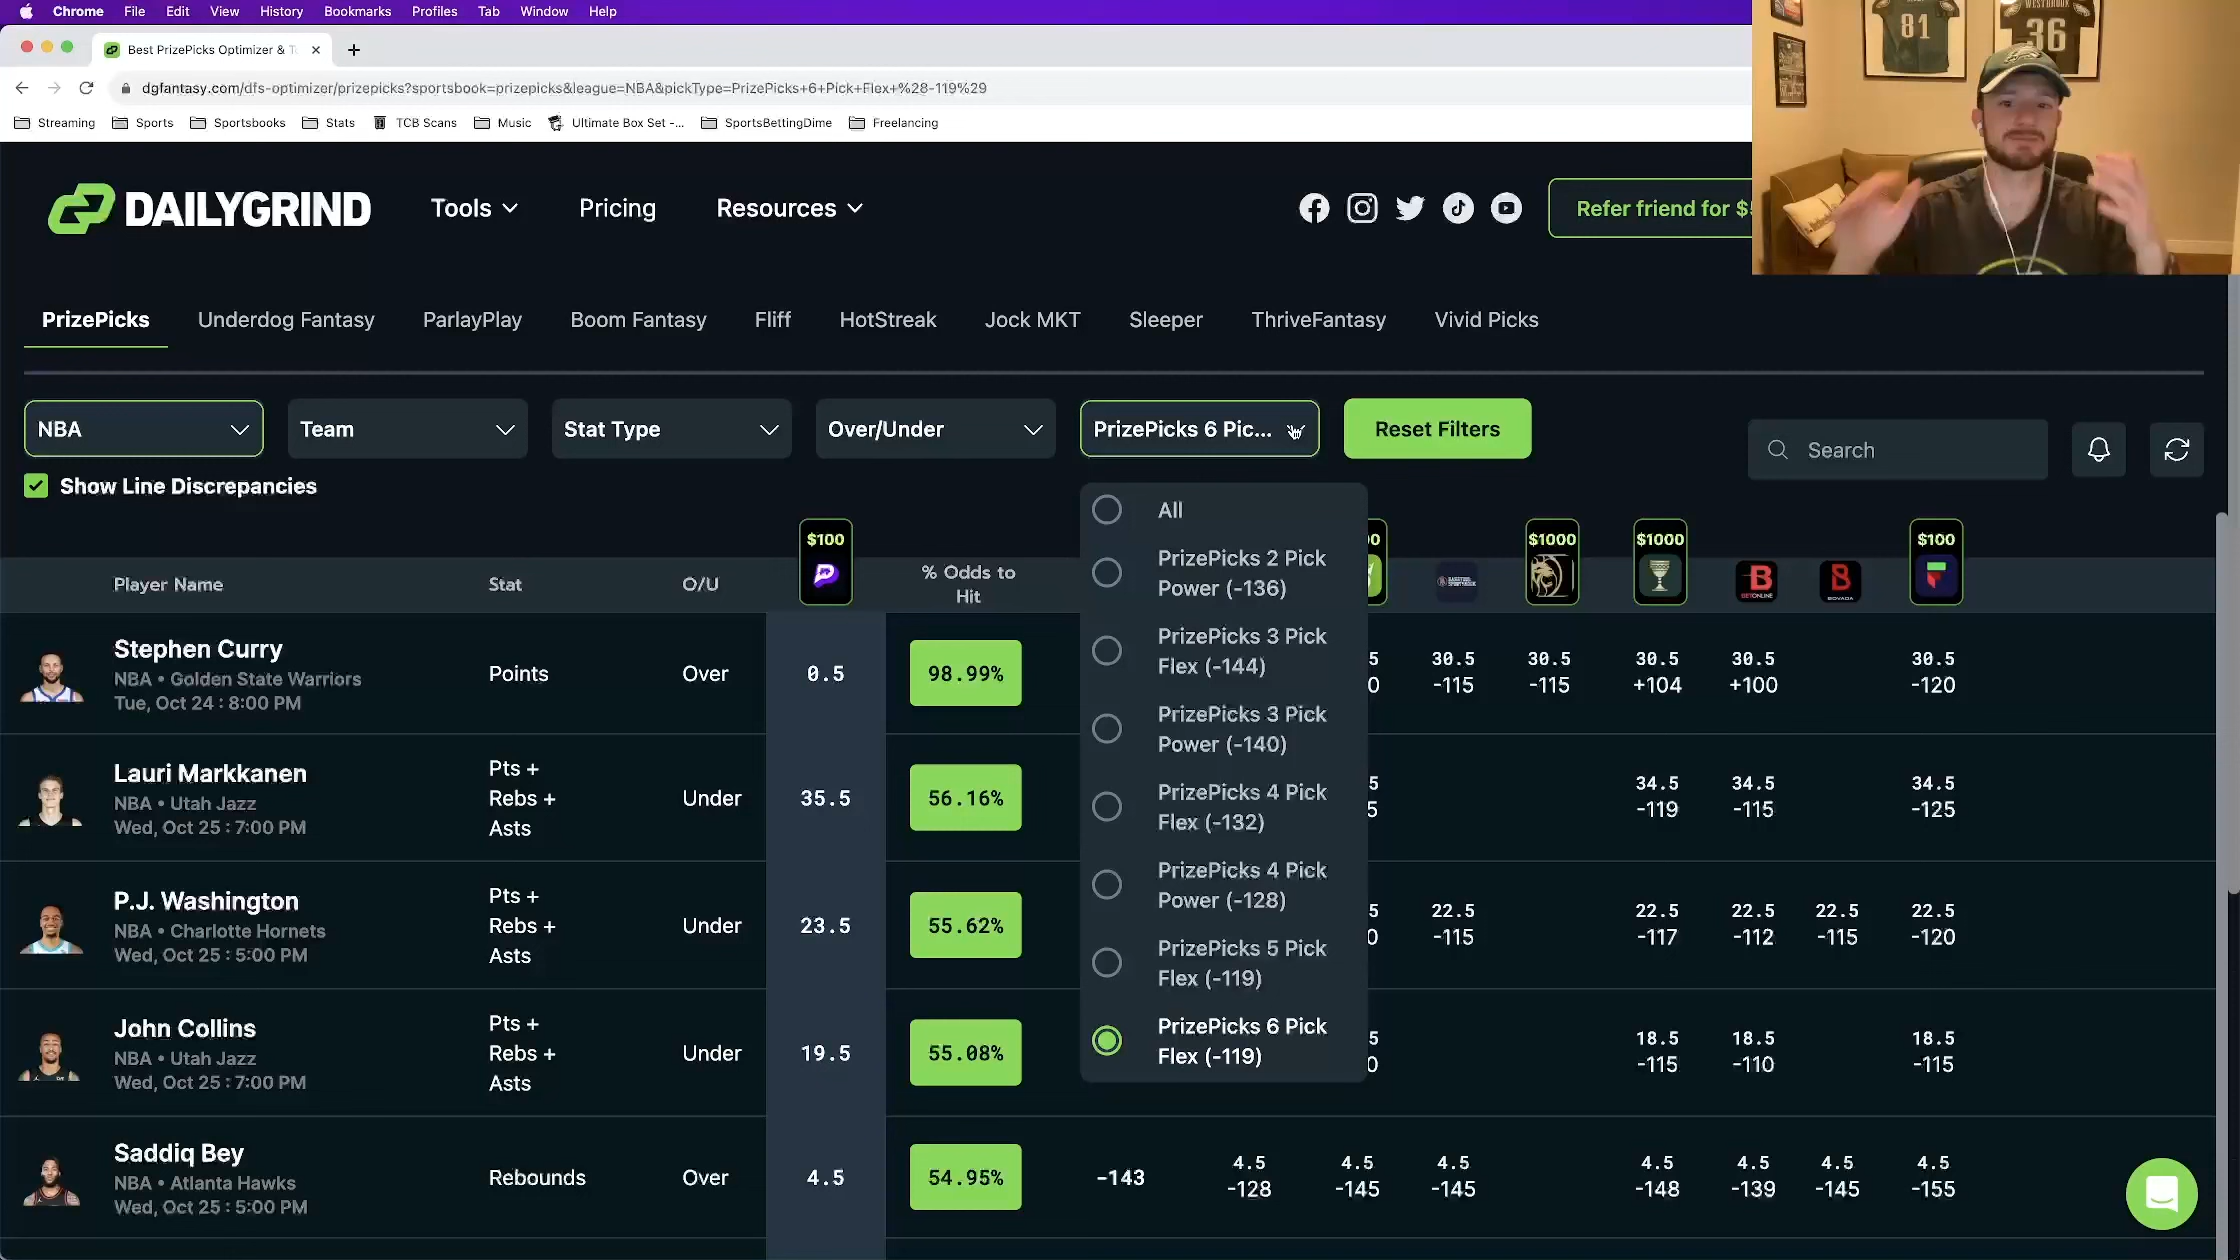 Chrome File Edit View History Bookmarks Profiles Tab Window Help
Best PrizePicks Optimizer & T
dgfantasy.com/dfs-optimizer/prizepicks?sportsbook=prizepicks&league=NBA&pickType=PrizePicks+6+Pick+Flex+%28-119%29
Streaming Sports Sportsbooks Stats TCB Scans Music Ultimate Box Set -... SportsBettingDime Freelancing
81
WESTBROOK
36
DAILYGRIND Tools Pricing Resources Refer friend for $
PrizePicks Underdog Fantasy ParlayPlay Boom Fantasy Fliff HotStreak Jock MKT Sleeper ThriveFantasy Vivid Picks
NBA Team Stat Type Over/Under PrizePicks 6 Pic... Reset Filters Search
Show Line Discrepancies
All
PrizePicks 2 Pick
Power (-136)
PrizePicks 3 Pick
Flex (-144)
PrizePicks 3 Pick
Power (-140)
PrizePicks 4 Pick
Flex (-132)
PrizePicks 4 Pick
Power (-128)
PrizePicks 5 Pick
Flex (-119)
PrizePicks 6 Pick
Flex (-119)
$100 0 $1000 $1000 $100
Player Name Stat O/U % Odds to
Hit
BETONLINE BOVADA
Stephen Curry
NBA • Golden State Warriors
Tue, Oct 24 : 8:00 PM
Points Over 0.5 98.99%
5 30.5 30.5 30.5 30.5 30.5
0 -115 -115 +104 +100 -120
Lauri Markkanen
NBA • Utah Jazz
Wed, Oct 25 : 7:00 PM
Pts +
Rebs +
Asts
Under 35.5 56.16%
5 34.5 34.5 34.5
5 -119 -115 -125
P.J. Washington
NBA • Charlotte Hornets
Wed, Oct 25 : 5:00 PM
Pts +
Rebs +
Asts
Under 23.5 55.62%
5 22.5 22.5 22.5 22.5 22.5
0 -115 -117 -112 -115 -120
John Collins
NBA • Utah Jazz
Wed, Oct 25 : 7:00 PM
Pts +
Rebs +
Asts
Under 19.5 55.08%
5 18.5 18.5 18.5
0 -115 -110 -115
Saddiq Bey
NBA • Atlanta Hawks
Wed, Oct 25 : 5:00 PM
Rebounds Over 4.5 54.95% -143
4.5 4.5 4.5 4.5 4.5 4.5 4.5
-128 -145 -145 -148 -139 -145 -155